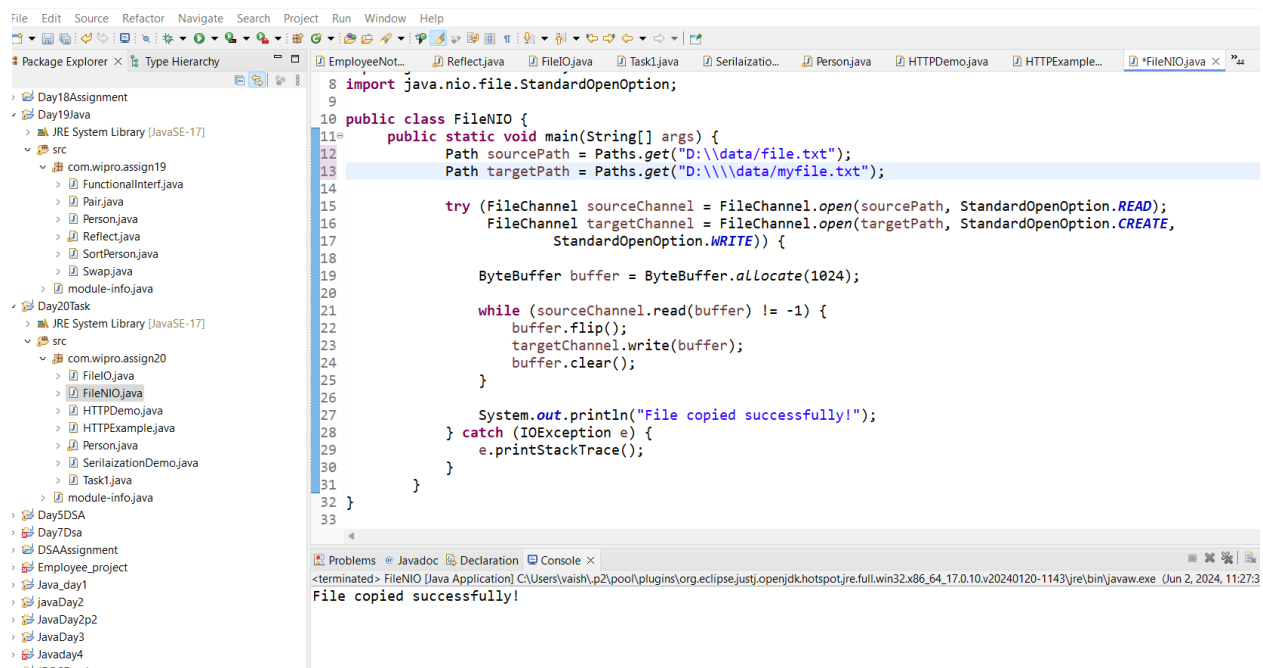 File Edit Source Refactor Navigate Search Project Run Window Help
Package Explorer × Type Hierarchy
Day18Assignment
Day19Java
JRE System Library [JavaSE-17]
src
com.wipro.assign19
FunctionalInterf.java
Pair.java
Person.java
Reflect.java
SortPerson.java
Swap.java
module-info.java
Day20Task
JRE System Library [JavaSE-17]
src
com.wipro.assign20
FileIO.java
FileNIO.java
HTTPDemo.java
HTTPExample.java
Person.java
SerilaizationDemo.java
Task1.java
module-info.java
Day5DSA
Day7Dsa
DSAAssignment
Employee_project
Java_day1
javaDay2
JavaDay2p2
JavaDay3
Javaday4
EmployeeNot... Reflect.java FileIO.java Task1.java Serilaizatio... Person.java HTTPDemo.java HTTPExample... *FileNIO.java × »44
8 import java.nio.file.StandardOpenOption;
9
10 public class FileNIO {
11 public static void main(String[] args) {
12 Path sourcePath = Paths.get("D:\\data/file.txt");
13 Path targetPath = Paths.get("D:\\\\data/myfile.txt");
14
15 try (FileChannel sourceChannel = FileChannel.open(sourcePath, StandardOpenOption.READ);
16 FileChannel targetChannel = FileChannel.open(targetPath, StandardOpenOption.CREATE,
17 StandardOpenOption.WRITE)) {
18
19 ByteBuffer buffer = ByteBuffer.allocate(1024);
20
21 while (sourceChannel.read(buffer) != -1) {
22 buffer.flip();
23 targetChannel.write(buffer);
24 buffer.clear();
25 }
26
27 System.out.println("File copied successfully!");
28 } catch (IOException e) {
29 e.printStackTrace();
30 }
31 }
32 }
33
Problems Javadoc Declaration Console ×
<terminated> FileNIO [Java Application] C:\Users\vaish\.p2\pool\plugins\org.eclipse.justj.openjdk.hotspot.jre.full.win32.x86_64_17.0.10.v20240120-1143\jre\bin\javaw.exe (Jun 2, 2024, 11:27:3
File copied successfully!